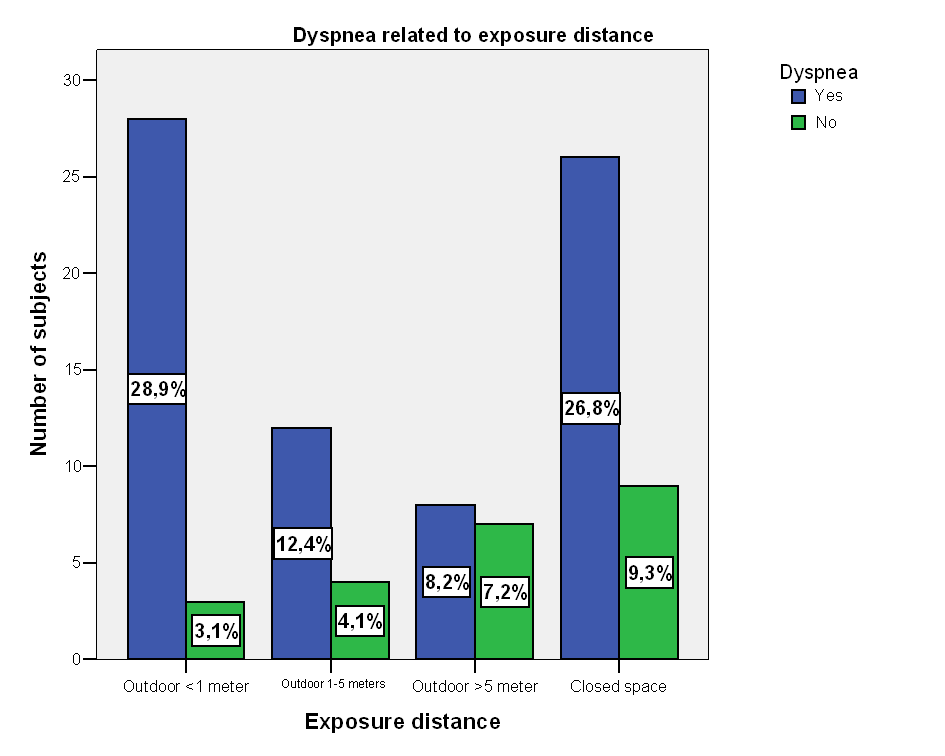 Dyspnea related to exposure distance
Dyspnea
Yes
No
Number of subjects
30
25
20
15
10
5
0
28,9%
3,1%
12,4%
4,1%
8,2%
7,2%
26,8%
9,3%
Outdoor <1 meter
Outdoor 1-5 meters
Outdoor >5 meter
Closed space
Exposure distance